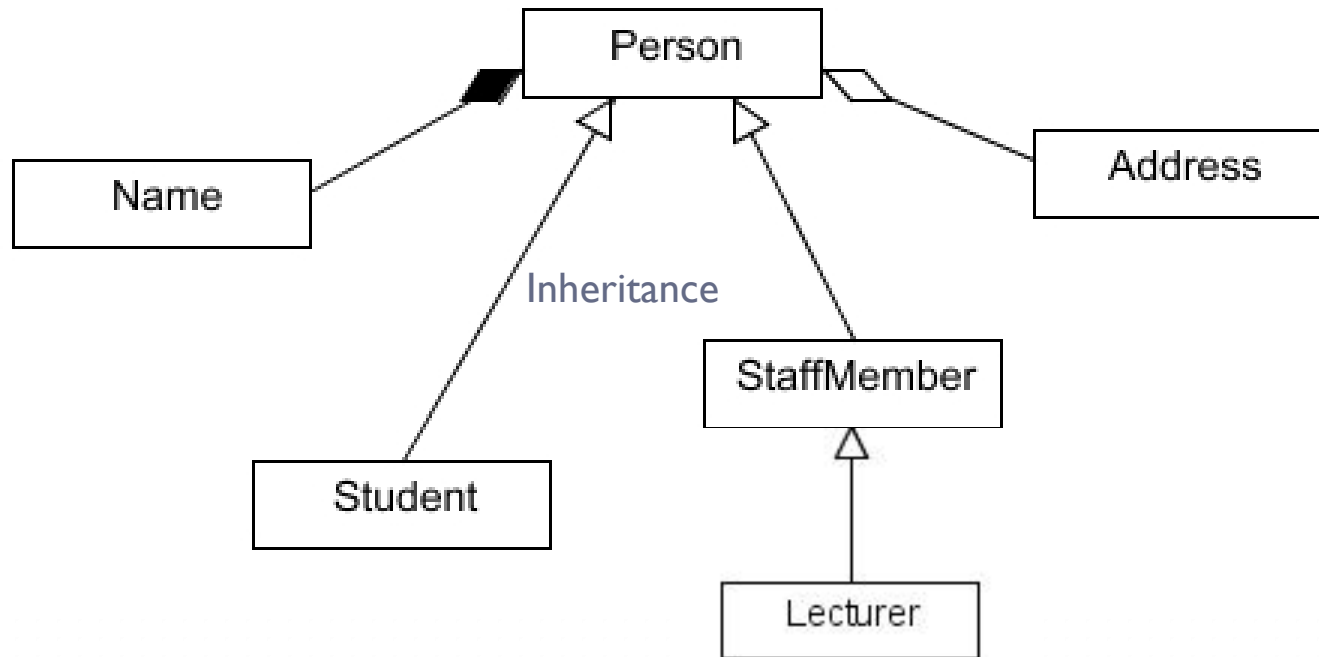 Person
Name
Address
Inheritance
StaffMember
Student
Lecturer